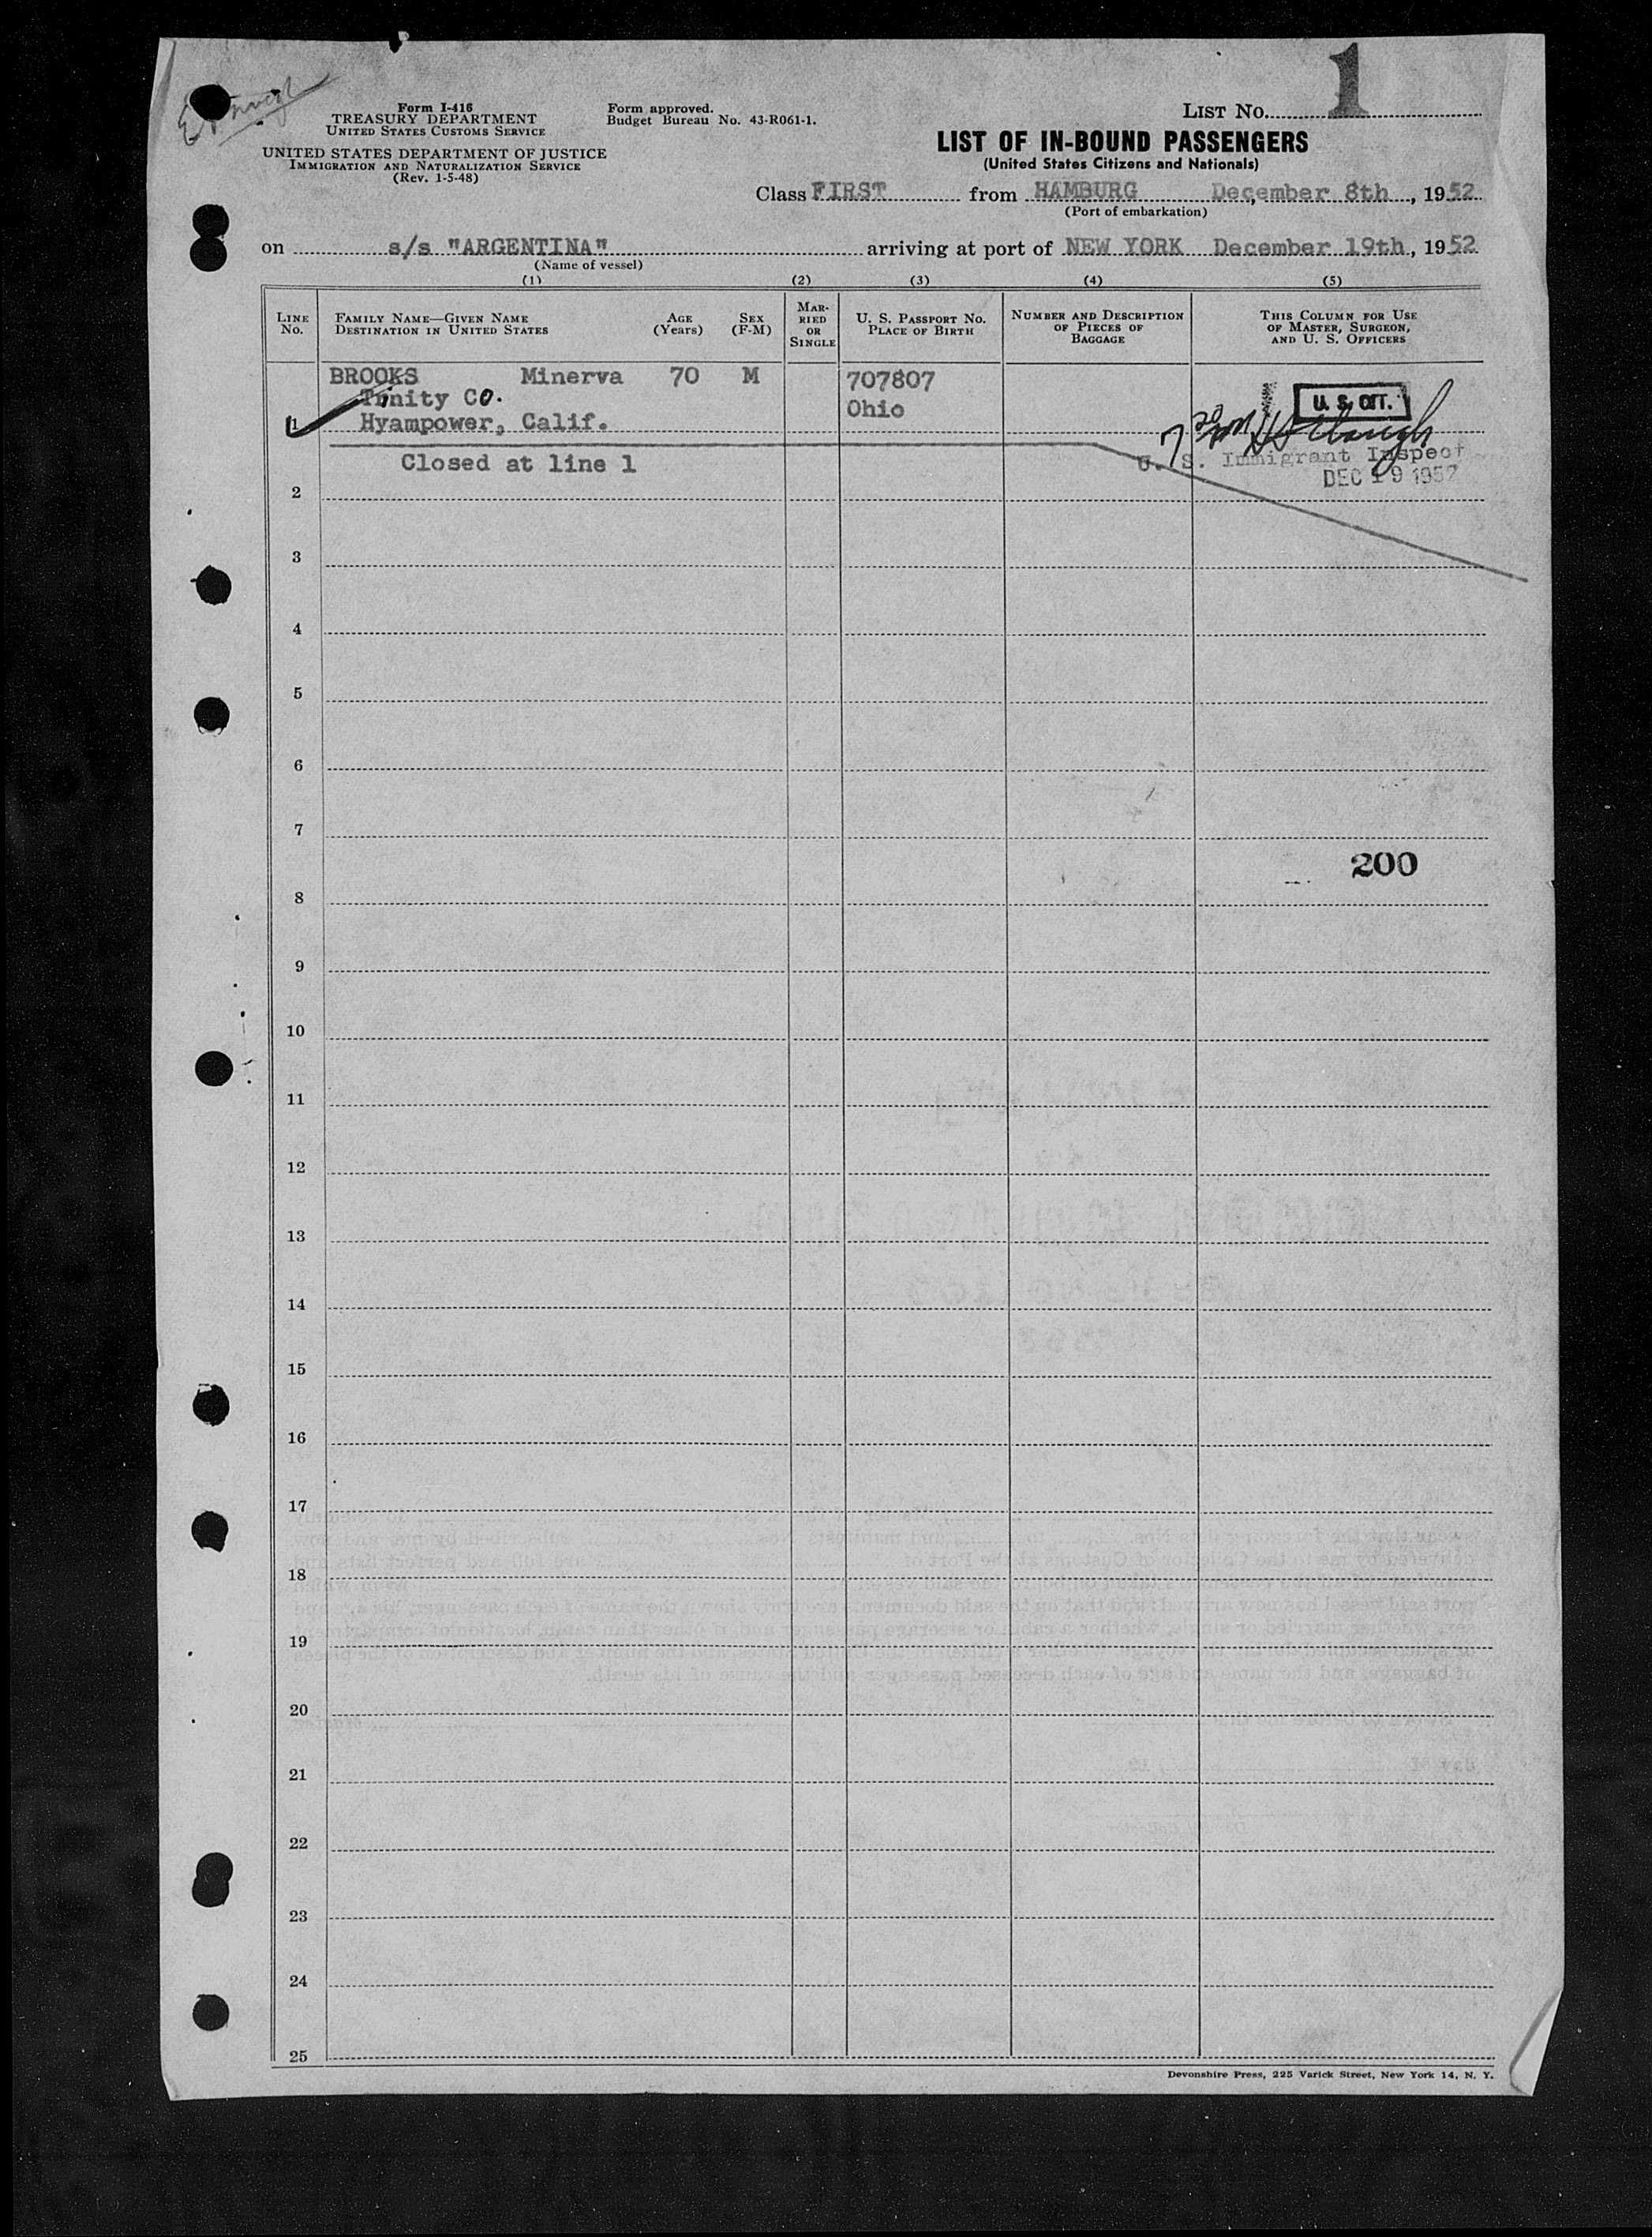 1
Form I-416
TREASURY DEPARTMENT
UNITED STATES CUSTOMS SERVICE
UNITED STATES DEPARTMENT OF JUSTICE
IMMIGRATION AND NATURALIZATION SERVICE
(Rev. 1-5-48)
Form approved.
Budget Bureau No. 43-R061-1.
LIST NO.
LIST OF IN-BOUND PASSENGERS
(United States Citizens and Nationals)
Class FIRST from HAMBURG December 8th, 1952
(Port of embarkation)
on s/s "ARGENTINA" arriving at port of NEW YORK December 19th, 1952
(Name of vessel)
(1) (2) (3) (4) (5)
LINE No.
FAMILY NAME—GIVEN NAME
DESTINATION IN UNITED STATES
AGE
(YEARS)
SEX
(F-M)
MAR-
RIED
OR
SINGLE
U. S. PASSPORT NO.
PLACE OF BIRTH
NUMBER AND DESCRIPTION
OF PIECES OF
BAGGAGE
THIS COLUMN FOR USE
OF MASTER, SURGEON,
AND U. S. OFFICERS
BROOKS Minerva 70 M 707807
Trinity Co. Ohio
U. S. CIT.
1 Hyampower, Calif.
Closed at line 1
U. S. Immigrant Inspect
DEC 19 1952
2
3
4
5
6
7
200
8
9
10
11
12
13
14
15
16
17
18
19
20
21
22
23
24
25
Devonshire Press, 225 Varick Street, New York 14, N. Y.